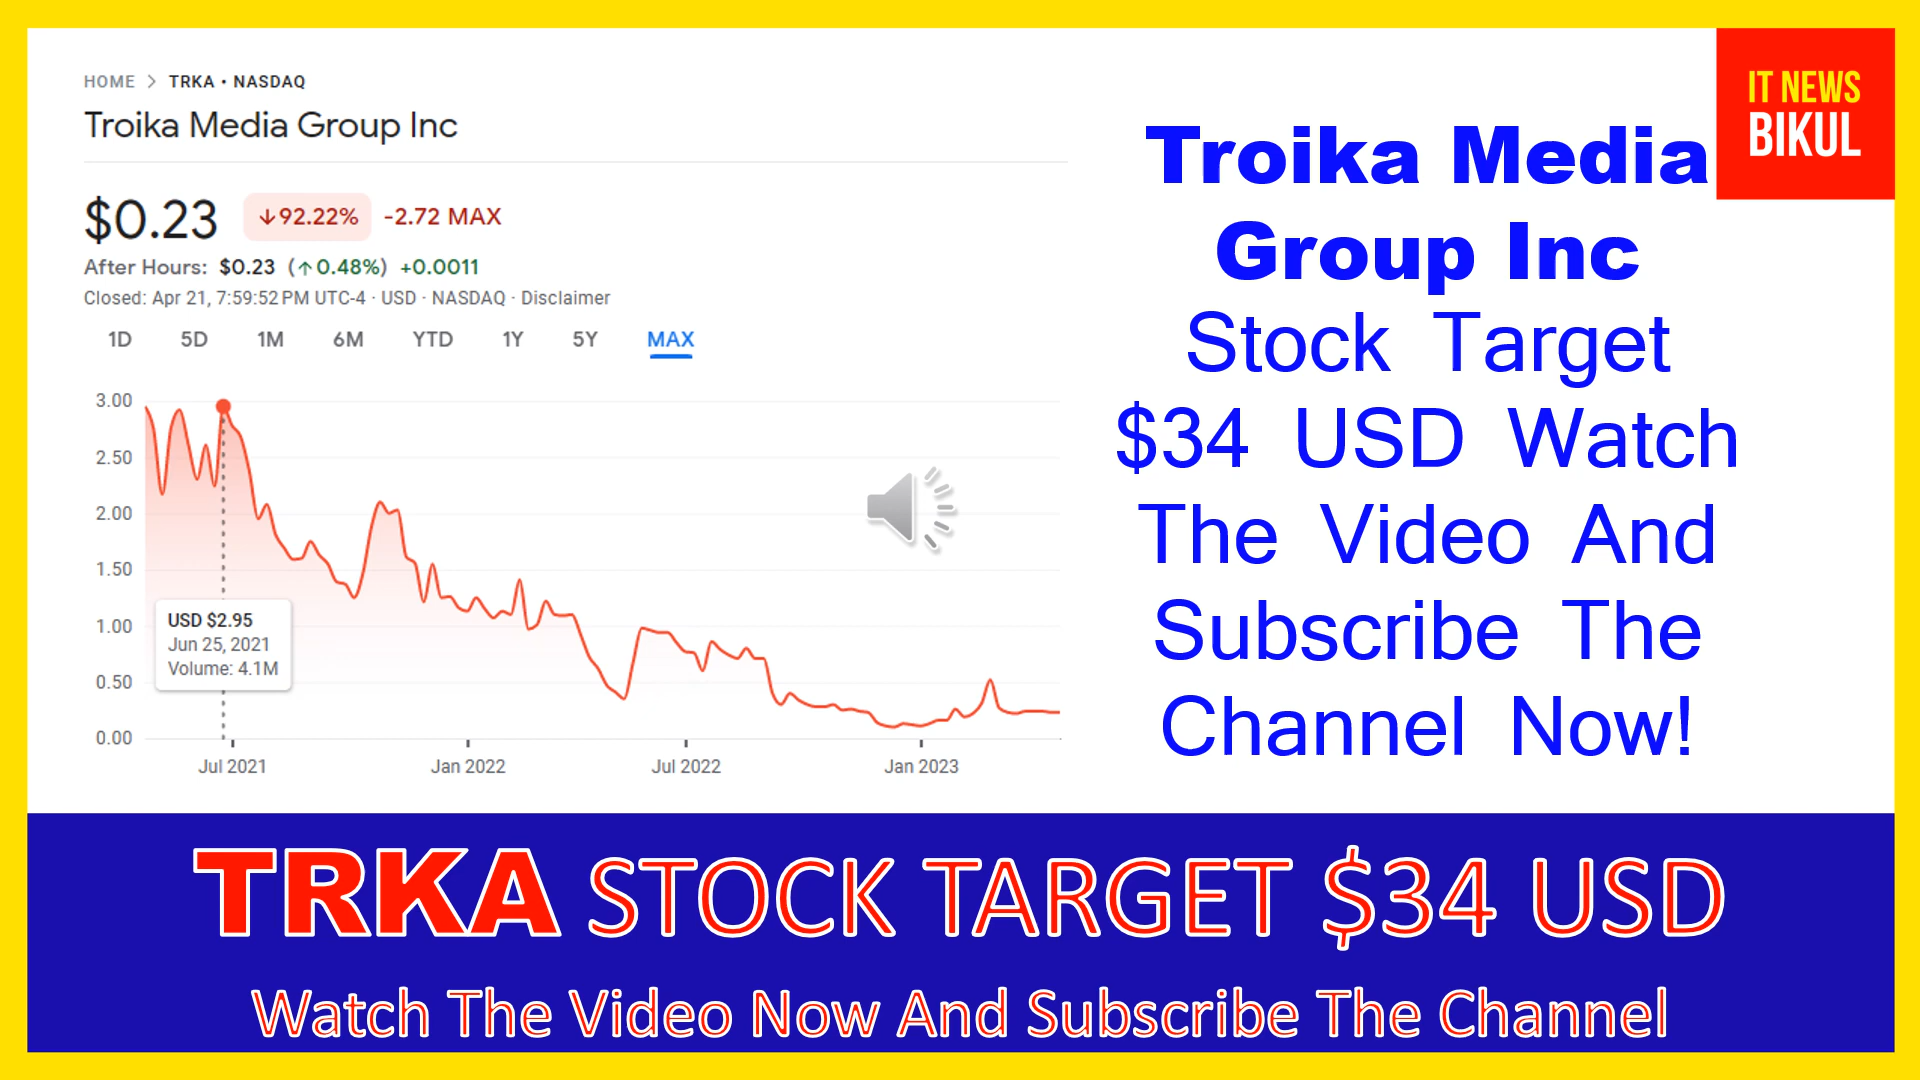 HOME > TRKA • NASDAQ
Troika Media Group Inc
$0.23 ↓92.22% -2.72 MAX
After Hours: $0.23 (↑0.48%) +0.0011
Closed: Apr 21, 7:59:52 PM UTC-4 · USD · NASDAQ · Disclaimer
1D 5D 1M 6M YTD 1Y 5Y MAX
3.00
2.50
2.00
1.50
1.00
0.50
0.00
USD $2.95
Jun 25, 2021
Volume: 4.1M
Jul 2021 Jan 2022 Jul 2022 Jan 2023
IT NEWS
BIKUL
Troika Media
Group Inc
Stock Target
$34 USD Watch
The Video And
Subscribe The
Channel Now!
TRKA STOCK TARGET $34 USD
Watch The Video Now And Subscribe The Channel